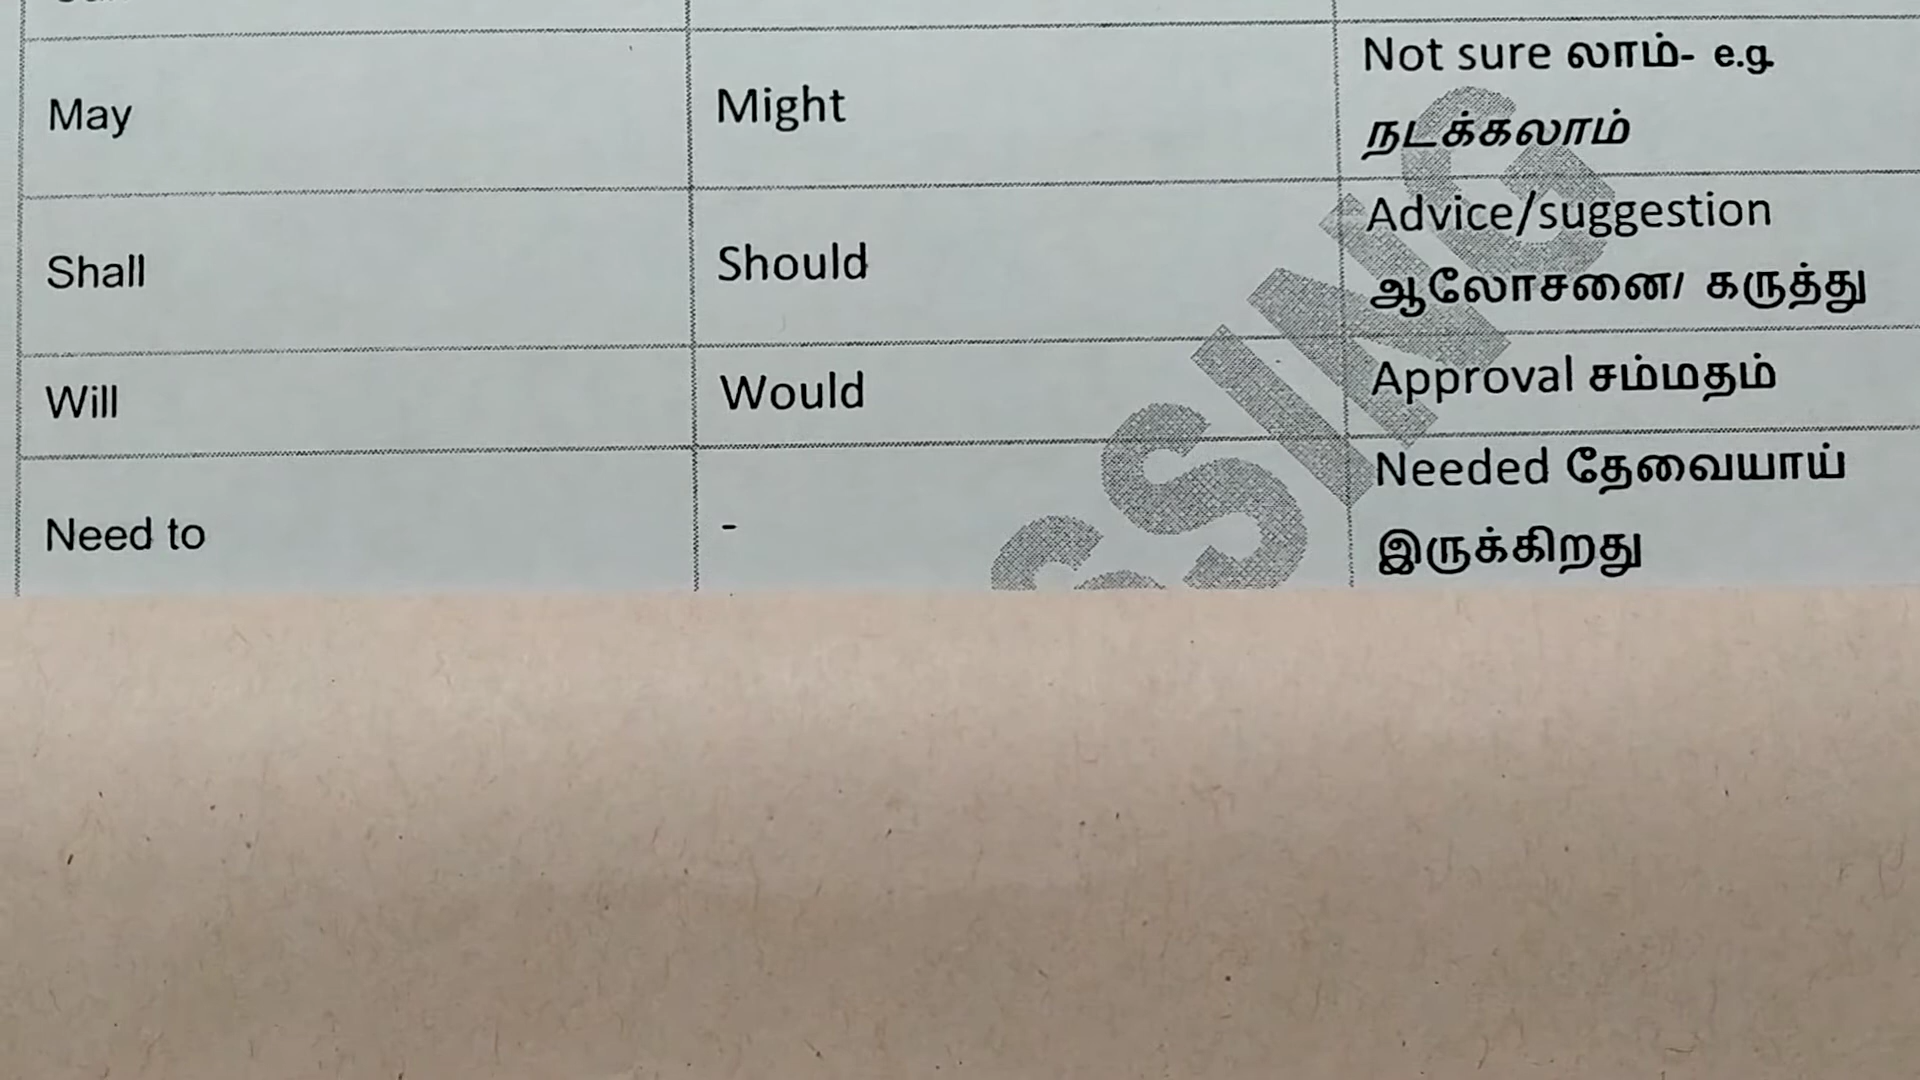 May
Might
Not sure லாம்- e.g.
நடக்கலாம்
Shall
Should
Advice/suggestion
ஆலோசனை/ கருத்து
Will
Would
Approval சம்மதம்
Need to
-
Needed தேவையாய்
இருக்கிறது